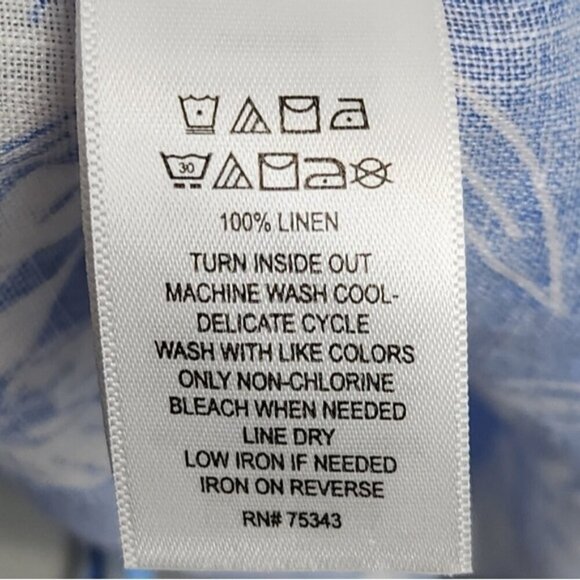 30
100% LINEN
TURN INSIDE OUT
MACHINE WASH COOL-
DELICATE CYCLE
WASH WITH LIKE COLORS
ONLY NON-CHLORINE
BLEACH WHEN NEEDED
LINE DRY
LOW IRON IF NEEDED
IRON ON REVERSE
RN# 75343